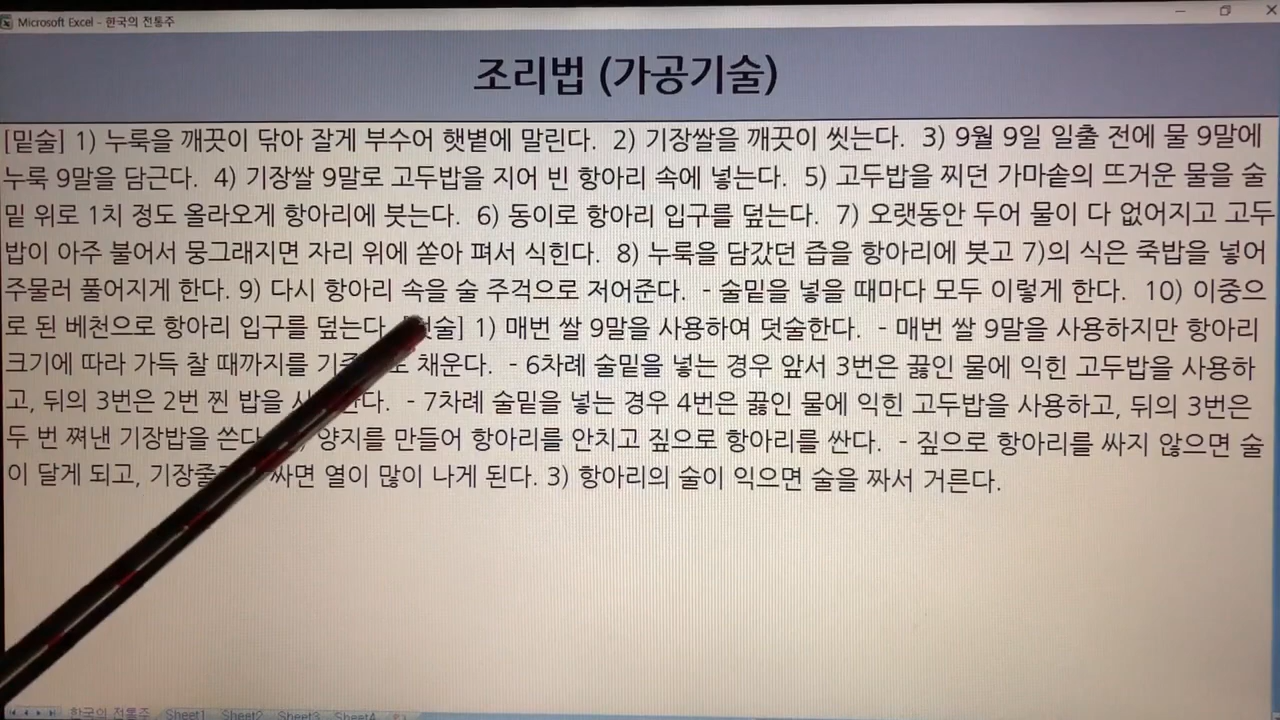 Microsoft Excel - 한국의 전통주
조리법 (가공기술)
[밑술] 1) 누룩을 깨끗이 닦아 잘게 부수어 햇볕에 말린다. 2) 기장쌀을 깨끗이 씻는다. 3) 9월 9일 일출 전에 물 9말에
누룩 9말을 담근다. 4) 기장쌀 9말로 고두밥을 지어 빈 항아리 속에 넣는다. 5) 고두밥을 찌던 가마솥의 뜨거운 물을 술
밑 위로 1치 정도 올라오게 항아리에 붓는다. 6) 동이로 항아리 입구를 덮는다. 7) 오랫동안 두어 물이 다 없어지고 고두
밥이 아주 불어서 뭉그래지면 자리 위에 쏟아 펴서 식힌다. 8) 누룩을 담갔던 즙을 항아리에 붓고 7)의 식은 죽밥을 넣어
주물러 풀어지게 한다. 9) 다시 항아리 속을 술 주걱으로 저어준다. - 술밑을 넣을 때마다 모두 이렇게 한다. 10) 이중으
로 된 베천으로 항아리 입구를 덮는다 1) 매번 쌀 9말을 사용하여 덧술한다. - 매번 쌀 9말을 사용하지만 항아리
크기에 따라 가득 찰 때까지를 채운다. - 6차례 술밑을 넣는 경우 앞서 3번은 끓인 물에 익힌 고두밥을 사용하
고, 뒤의 3번은 2번 찐 밥을 - 7차례 술밑을 넣는 경우 4번은 끓인 물에 익힌 고두밥을 사용하고, 뒤의 3번은
두 번 쪄낸 기장밥을 쓴다 양지를 만들어 항아리를 안치고 짚으로 항아리를 싼다. - 짚으로 항아리를 싸지 않으면 술
이 달게 되고, 싸면 열이 많이 나게 된다. 3) 항아리의 술이 익으면 술을 짜서 거른다.
한국의 전통주 Sheet1 Sheet2 Sheet3 Sheet4